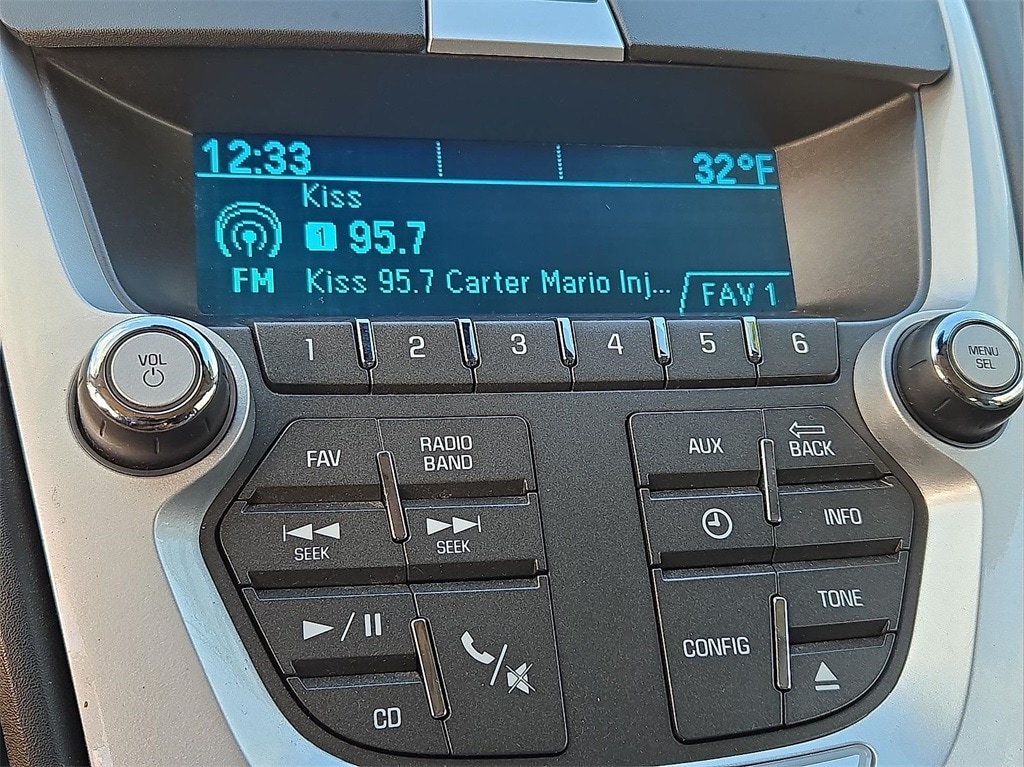 12:33 32°F
Kiss
1 95.7
FM Kiss 95.7 Carter Mario Inj... FAV 1
VOL
MENU
SEL
1 2 3 4 5 6
FAV
RADIO
BAND
AUX
BACK
SEEK
SEEK
INFO
CD
CONFIG
TONE